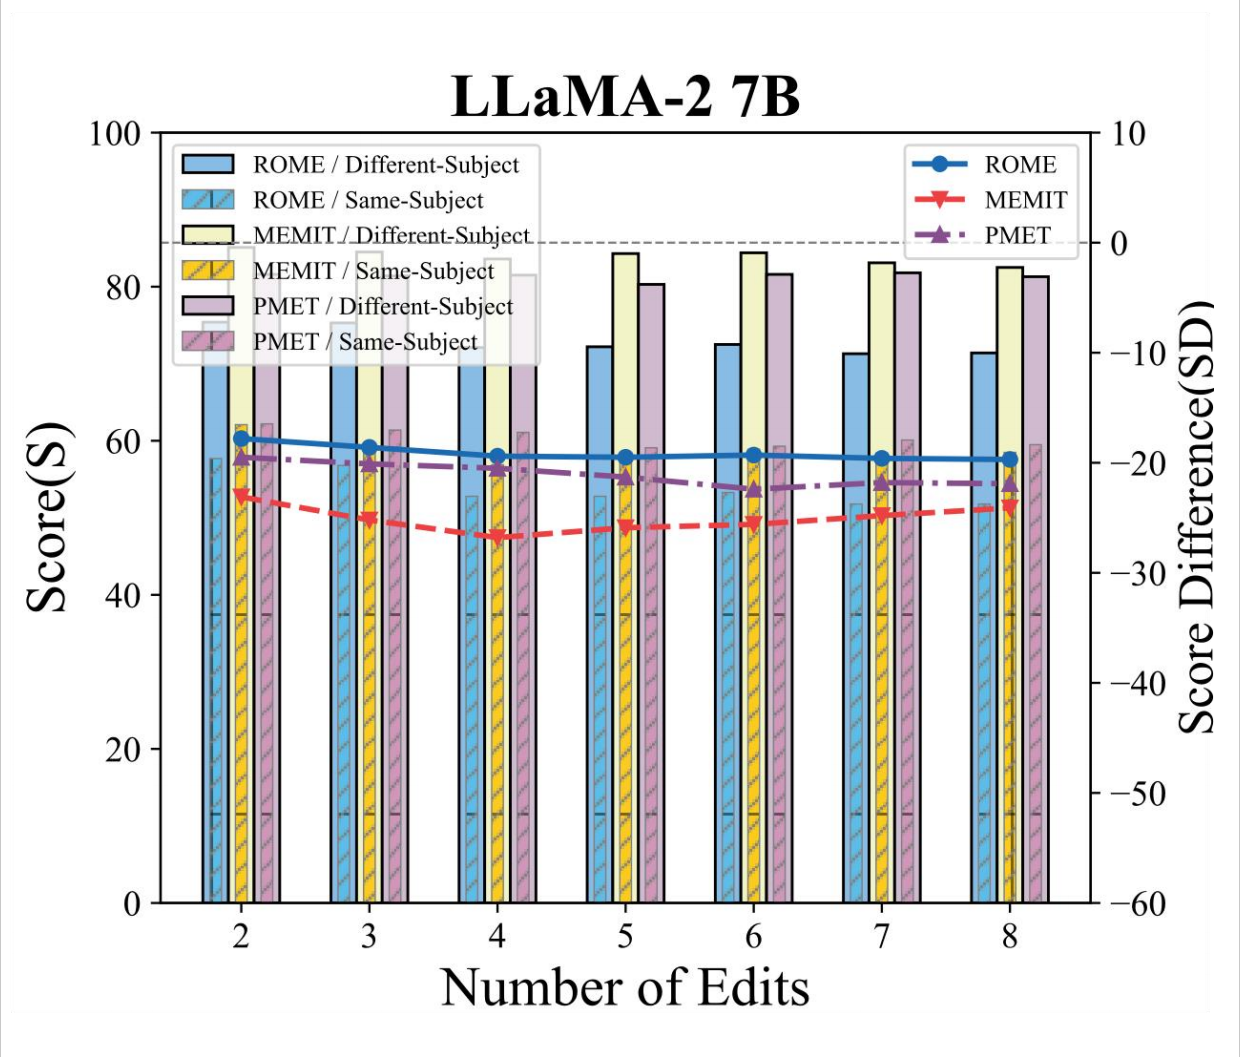 LLaMA-2 7B
100
80
60
40
20
0
Score(S)
ROME / Different-Subject
ROME / Same-Subject
MEMIT / Different-Subject
MEMIT / Same-Subject
PMET / Different-Subject
PMET / Same-Subject
ROME
MEMIT
PMET
10
0
−10
−20
−30
−40
−50
−60
Score Difference(SD)
2 3 4 5 6 7 8
Number of Edits